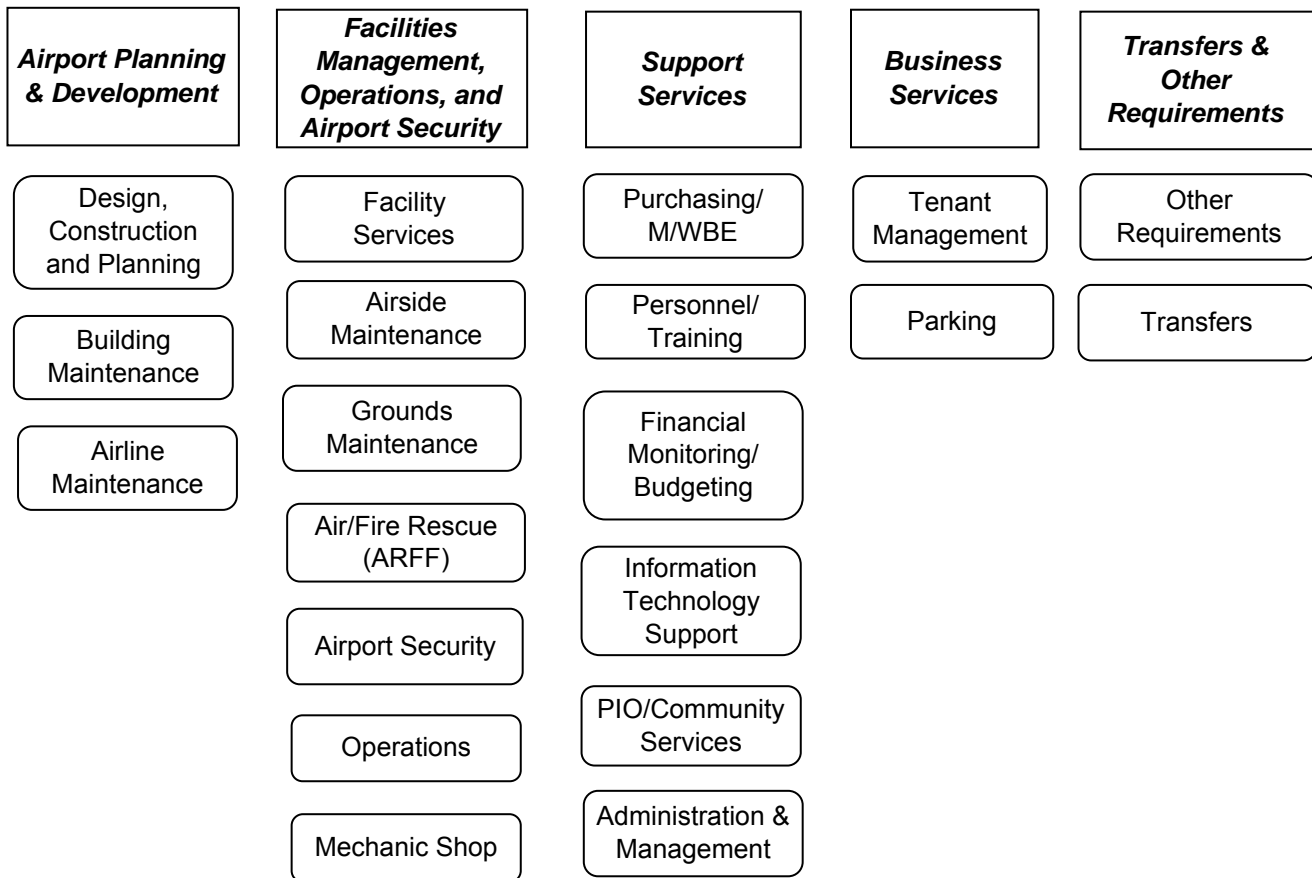 Airport Planning
& Development
Design,
Construction
and Planning
Building
Maintenance
Airline
Maintenance
Facilities
Management,
Operations, and
Airport Security
Facility
Services
Airside
Maintenance
Grounds
Maintenance
Air/Fire Rescue
(ARFF)
Airport Security
Operations
Mechanic Shop
Support
Services
Purchasing/
M/WBE
Personnel/
Training
Financial
Monitoring/
Budgeting
Information
Technology
Support
PIO/Community
Services
Administration &
Management
Business
Services
Tenant
Management
Parking
Transfers &
Other
Requirements
Other
Requirements
Transfers